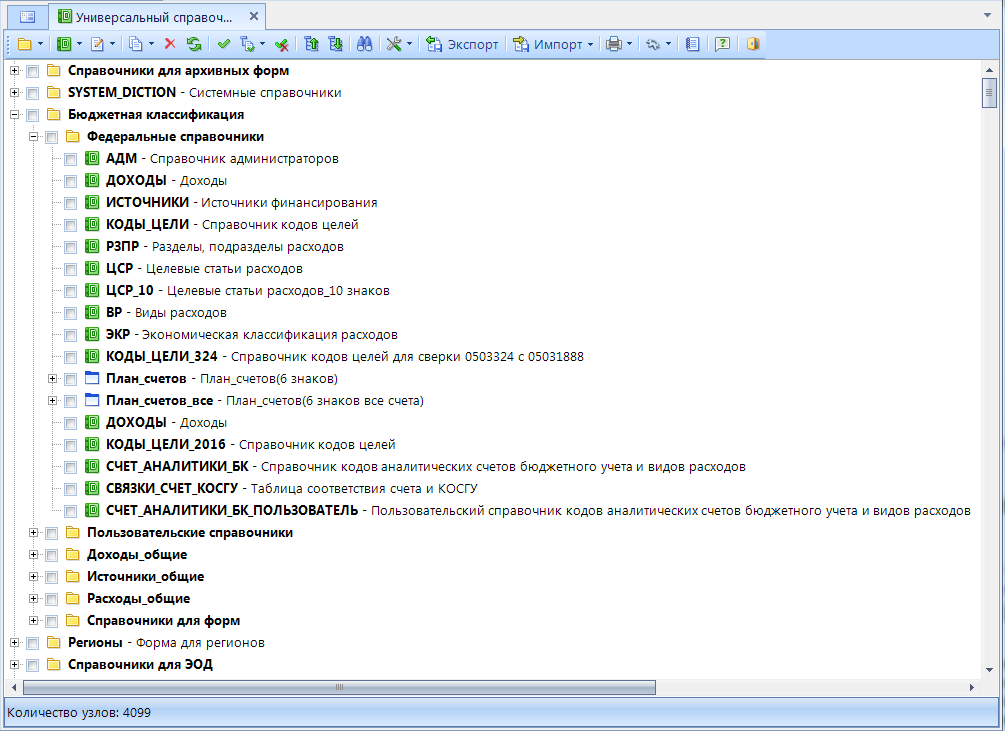 Универсальный справоч...
Экспорт Импорт
Справочники для архивных форм
SYSTEM_DICTION - Системные справочники
Бюджетная классификация
Федеральные справочники
АДМ - Справочник администраторов
ДОХОДЫ - Доходы
ИСТОЧНИКИ - Источники финансирования
КОДЫ_ЦЕЛИ - Справочник кодов целей
РЗПР - Разделы, подразделы расходов
ЦСР - Целевые статьи расходов
ЦСР_10 - Целевые статьи расходов_10 знаков
ВР - Виды расходов
ЭКР - Экономическая классификация расходов
КОДЫ_ЦЕЛИ_324 - Справочник кодов целей для сверки 0503324 с 05031888
План_счетов - План_счетов(6 знаков)
План_счетов_все - План_счетов(6 знаков все счета)
ДОХОДЫ - Доходы
КОДЫ_ЦЕЛИ_2016 - Справочник кодов целей
СЧЕТ_АНАЛИТИКИ_БК - Справочник кодов аналитических счетов бюджетного учета и видов расходов
СВЯЗКИ_СЧЕТ_КОСГУ - Таблица соответствия счета и КОСГУ
СЧЕТ_АНАЛИТИКИ_БК_ПОЛЬЗОВАТЕЛЬ - Пользовательский справочник кодов аналитических счетов бюджетного учета и видов расходов
Пользовательские справочники
Доходы_общие
Источники_общие
Расходы_общие
Справочники для форм
Регионы - Форма для регионов
Справочники для ЭОД
Количество узлов: 4099